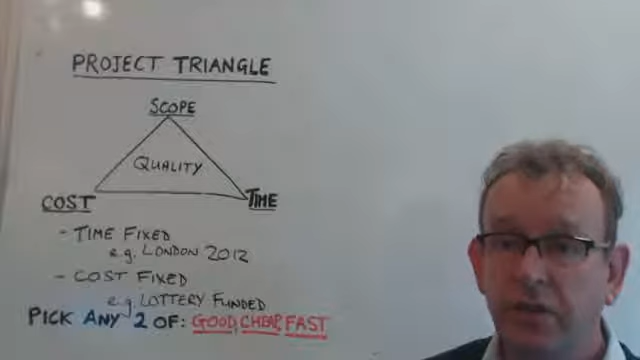 PROJECT TRIANGLE
SCOPE
QUALITY
COST
TIME
- TIME FIXED
e.g. LONDON 2012
- COST FIXED
e.g. LOTTERY FUNDED
PICK ANY 2 OF: GOOD, CHEAP, FAST